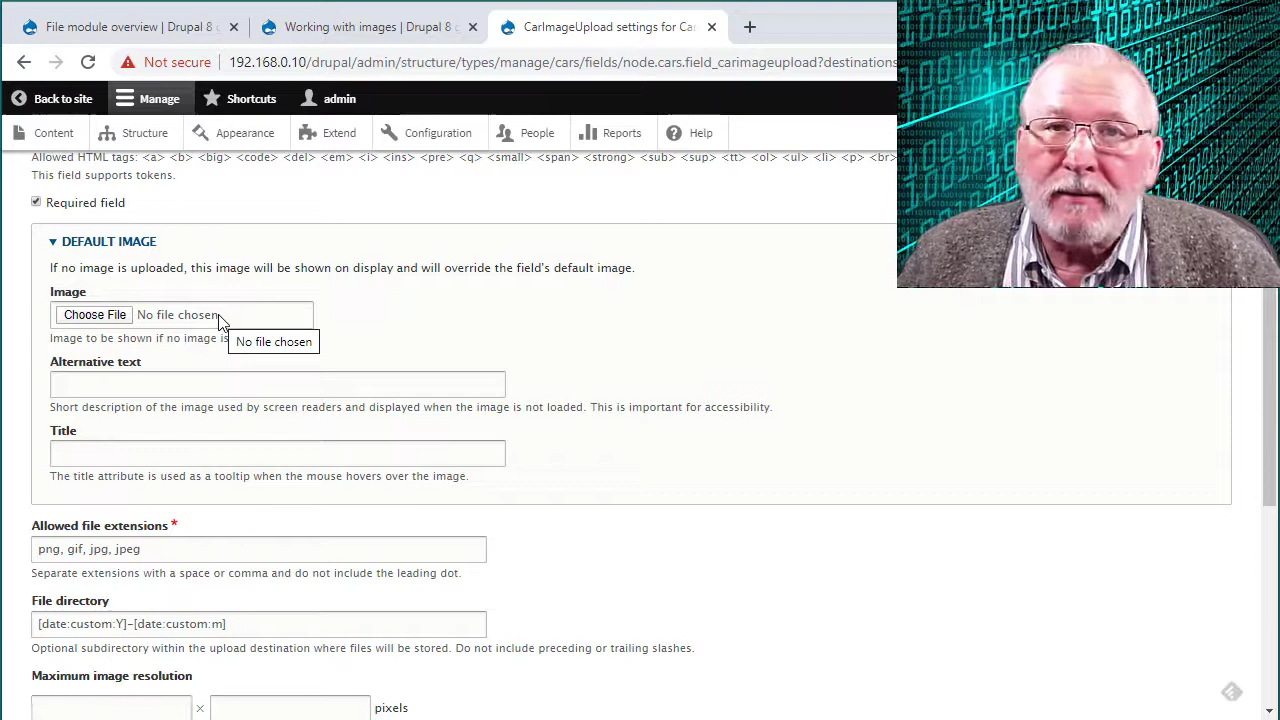 File module overview | Drupal 8
Working with images | Drupal 8 g
CarImageUpload settings for Car
Not secure | 192.168.0.10/drupal/admin/structure/types/manage/cars/fields/node.cars.field_carimageupload?destinations
Back to site Manage Shortcuts admin
Content Structure Appearance Extend Configuration People Reports Help
Allowed HTML tags: <a> <b> <big> <code> <del> <em> <i> <ins> <pre> <q> <small> <span> <strong> <sub> <sup> <tt> <ol> <ul> <li> <p> <br>
This field supports tokens.
Required field
DEFAULT IMAGE
If no image is uploaded, this image will be shown on display and will override the field's default image.
Image
Choose File No file chosen
Image to be shown if no image is
No file chosen
Alternative text
Short description of the image used by screen readers and displayed when the image is not loaded. This is important for accessibility.
Title
The title attribute is used as a tooltip when the mouse hovers over the image.
Allowed file extensions *
png, gif, jpg, jpeg
Separate extensions with a space or comma and do not include the leading dot.
File directory
[date:custom:Y]-[date:custom:m]
Optional subdirectory within the upload destination where files will be stored. Do not include preceding or trailing slashes.
Maximum image resolution
× pixels